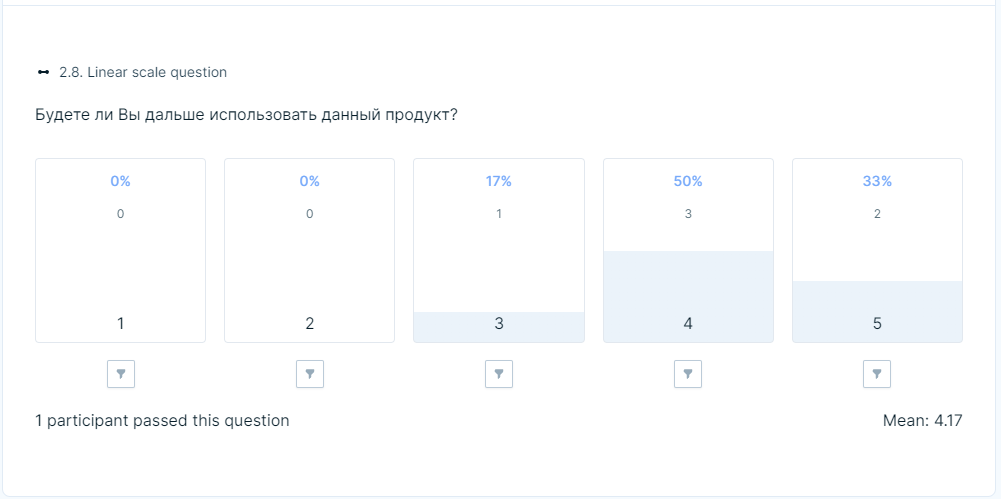 2.8. Linear scale question
Будете ли Вы дальше использовать данный продукт?
0% 0% 17% 50% 33%
0 0 1 3 2
1 2 3 4 5
1 participant passed this question Mean: 4.17